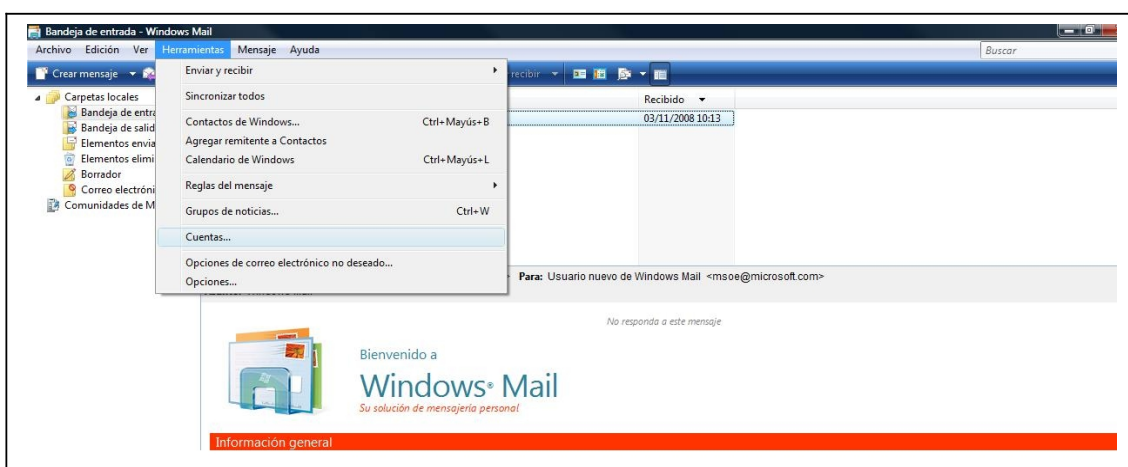 Bandeja de entrada - Windows Mail
Archivo Edición Ver Herramientas Mensaje Ayuda
Buscar
Crear mensaje
recibir
Enviar y recibir
Sincronizar todos
Contactos de Windows... Ctrl+Mayús+B
Agregar remitente a Contactos
Calendario de Windows Ctrl+Mayús+L
Reglas del mensaje
Grupos de noticias... Ctrl+W
Cuentas...
Opciones de correo electrónico no deseado...
Opciones...
Carpetas locales
Bandeja de entra
Bandeja de salid
Elementos envia
Elementos elimi
Borrador
Correo electróni
Comunidades de M
Recibido
03/11/2008 10:13
Para: Usuario nuevo de Windows Mail <msoe@microsoft.com>
No responda a este mensaje
Bienvenido a
Windows® Mail
Su solución de mensajería personal
Información general